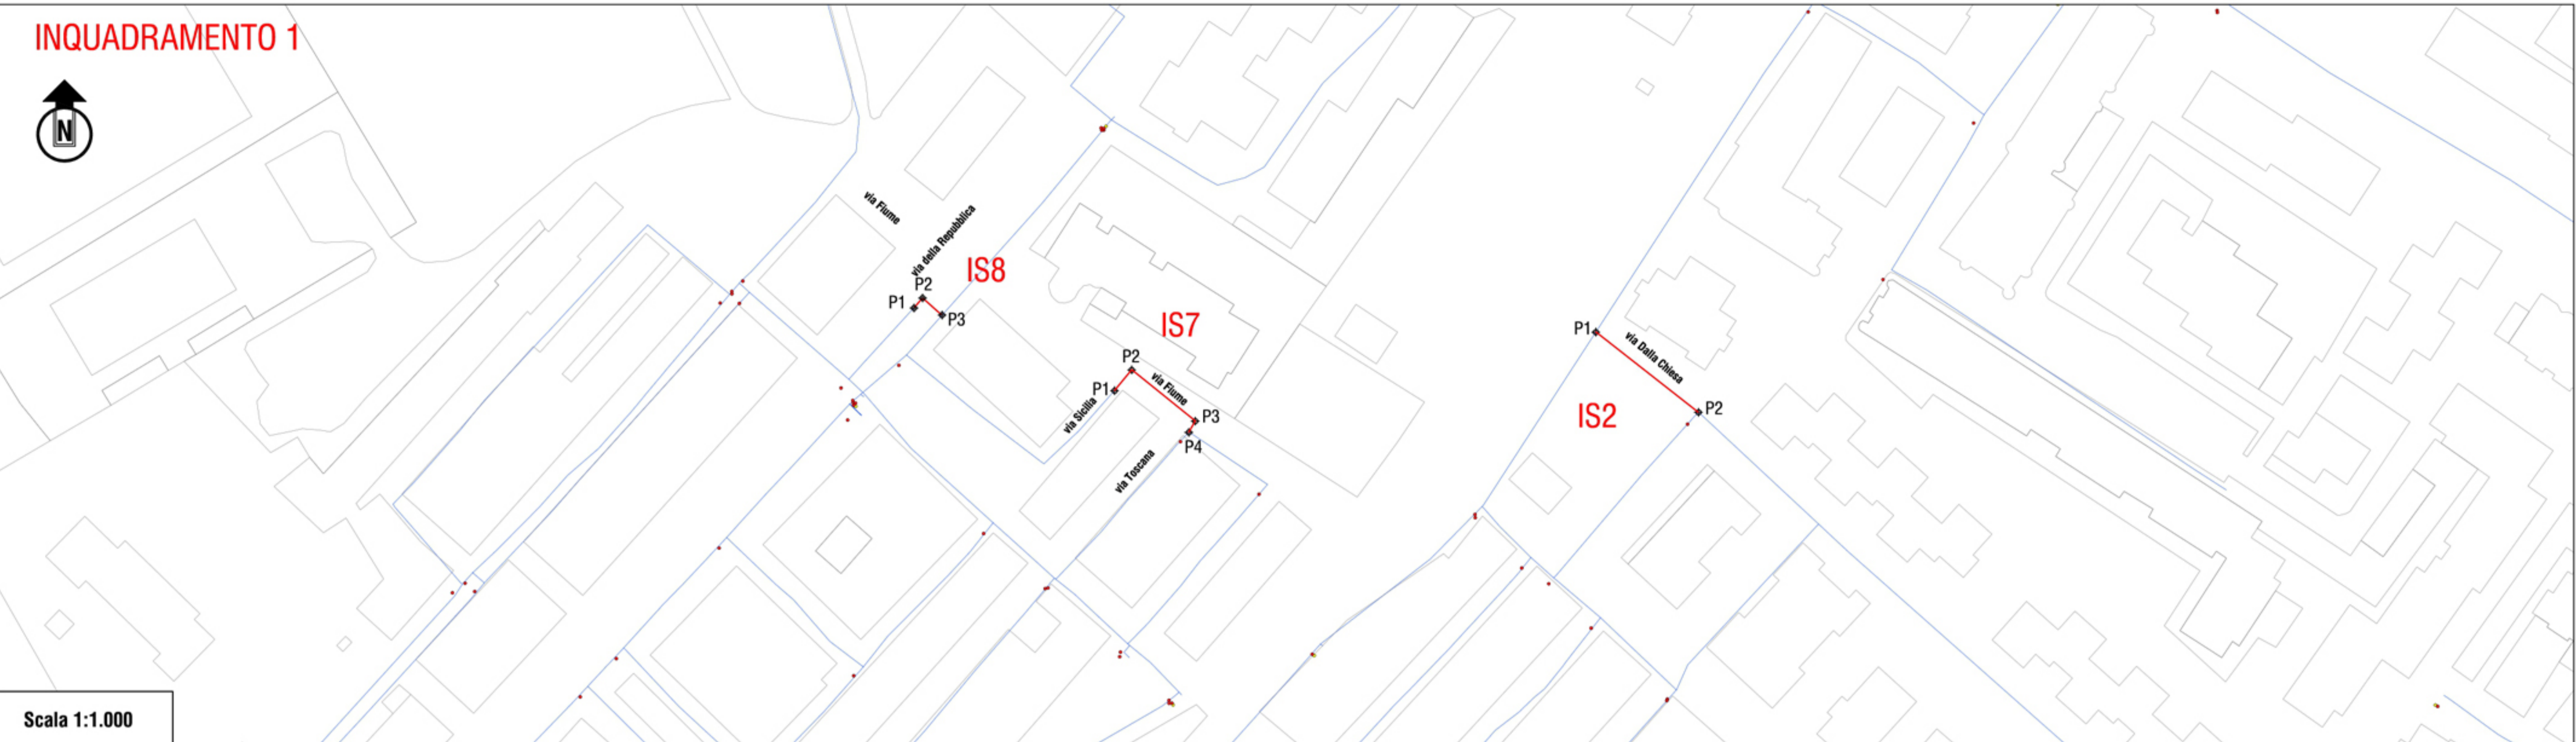 INQUADRAMENTO 1
N
via Fiume
via della Repubblica
IS8
P2
P1
P3
IS7
P2
via Fiume
P1
via Sicilia
P3
P4
via Toscana
P1
via Dalla Chiesa
P2
IS2
Scala 1:1.000